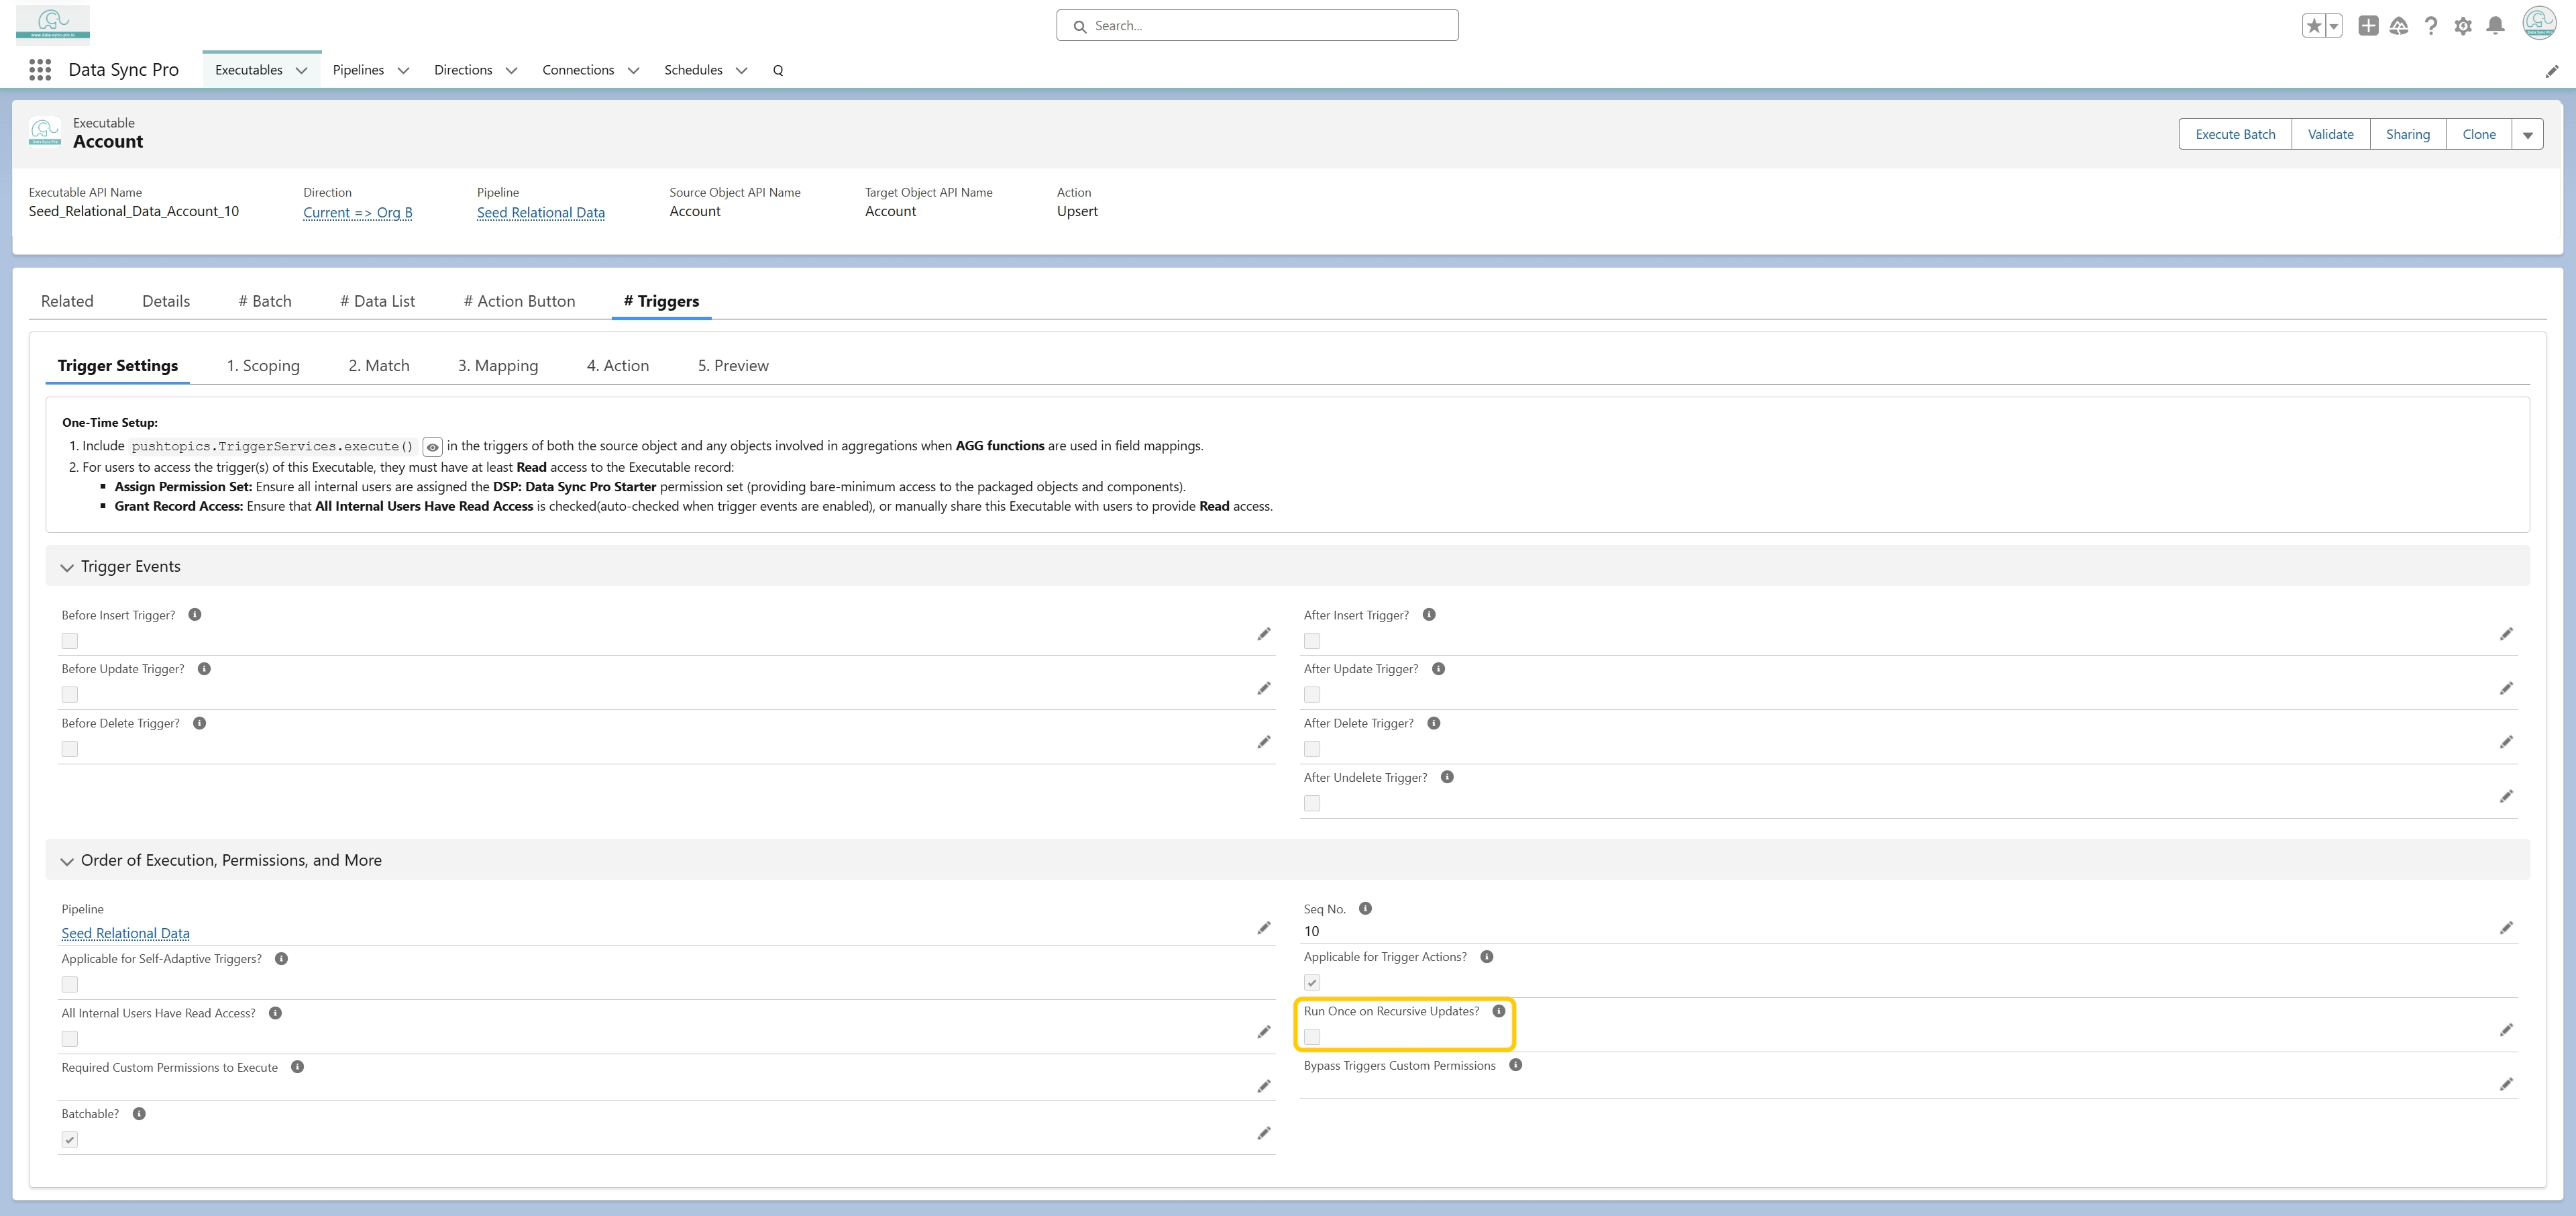 www.data-sync-pro.io
Search...
Data Sync Pro
Executables
Pipelines
Directions
Connections
Schedules
Q
Executable
Account
Execute Batch
Validate
Sharing
Clone
Executable API Name
Direction
Pipeline
Source Object API Name
Target Object API Name
Action
Seed_Relational_Data_Account_10
Current => Org B
Seed Relational Data
Account
Account
Upsert
Related
Details
# Batch
# Data List
# Action Button
# Triggers
Trigger Settings
1. Scoping
2. Match
3. Mapping
4. Action
5. Preview
One-Time Setup:
1. Include pushtopics.TriggerServices.execute() in the triggers of both the source object and any objects involved in aggregations when AGG functions are used in field mappings.
2. For users to access the trigger(s) of this Executable, they must have at least Read access to the Executable record:
Assign Permission Set: Ensure all internal users are assigned the DSP: Data Sync Pro Starter permission set (providing bare-minimum access to the packaged objects and components).
Grant Record Access: Ensure that All Internal Users Have Read Access is checked(auto-checked when trigger events are enabled), or manually share this Executable with users to provide Read access.
Trigger Events
Before Insert Trigger?
After Insert Trigger?
Before Update Trigger?
After Update Trigger?
Before Delete Trigger?
After Delete Trigger?
After Undelete Trigger?
Order of Execution, Permissions, and More
Pipeline
Seed Relational Data
Seq No.
10
Applicable for Self-Adaptive Triggers?
Applicable for Trigger Actions?
All Internal Users Have Read Access?
Run Once on Recursive Updates?
Required Custom Permissions to Execute
Bypass Triggers Custom Permissions
Batchable?